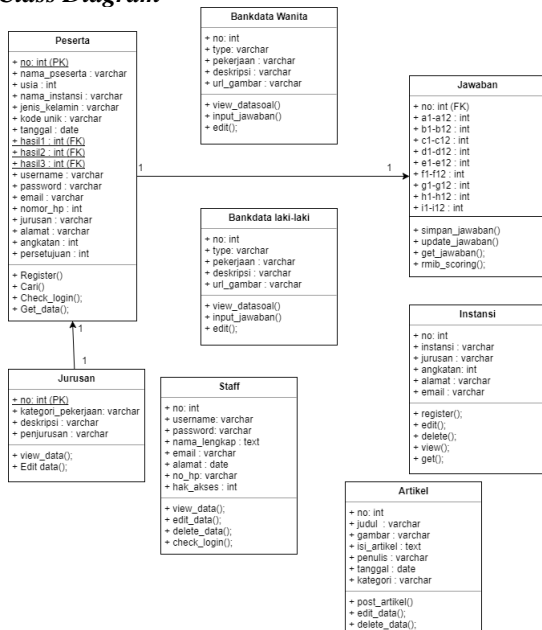 Class Diagram
Peserta
+ no: int (PK)
+ nama_pseserta : varchar
+ usia : int
+ nama_instansi : varchar
+ jenis_kelamin : varchar
+ kode unik : varchar
+ tanggal : date
+ hasil1 : int (FK)
+ hasil2 : int (FK)
+ hasil3 : int (FK)
+ username : varchar
+ password : varchar
+ email : varchar
+ nomor_hp : int
+ jurusan : varchar
+ alamat : varchar
+ angkatan : int
+ persetujuan : int
+ Register()
+ Cari()
+ Check_login();
+ Get_data();
Bankdata Wanita
+ no: int
+ type: varchar
+ pekerjaan : varchar
+ deskripsi : varchar
+ url_gambar : varchar
+ view_datasoal()
+ input_jawaban()
+ edit();
Jawaban
+ no: int (FK)
+ a1-a12 : int
+ b1-b12 : int
+ c1-c12 : int
+ d1-d12 : int
+ e1-e12 : int
+ f1-f12 : int
+ g1-g12 : int
+ h1-h12 : int
+ i1-i12 : int
+ simpan_jawaban()
+ update_jawaban()
+ get_jawaban();
+ rmib_scoring();
1
1
Bankdata laki-laki
+ no: int
+ type: varchar
+ pekerjaan : varchar
+ deskripsi : varchar
+ url_gambar : varchar
+ view_datasoal()
+ input_jawaban()
+ edit();
1
1
Jurusan
+ no: int (PK)
+ kategori_pekerjaan: varchar
+ deskripsi : varchar
+ penjurusan : varchar
+ view_data();
+ Edit data();
Staff
+ no: int
+ username: varchar
+ password: varchar
+ nama_lengkap : text
+ email : varchar
+ alamat : date
+ no_hp: varchar
+ hak_akses : int
+ view_data();
+ edit_data();
+ delete_data();
+ check_login();
Instansi
+ no: int
+ instansi : varchar
+ jurusan : varchar
+ angkatan: int
+ alamat : varchar
+ email : varchar
+ register();
+ edit();
+ delete();
+ view();
+ get();
Artikel
+ no: int
+ judul : varchar
+ gambar : varchar
+ isi_artikel : text
+ penulis : varchar
+ tanggal : date
+ kategori : varchar
+ post_artikel()
+ edit_data();
+ delete_data();